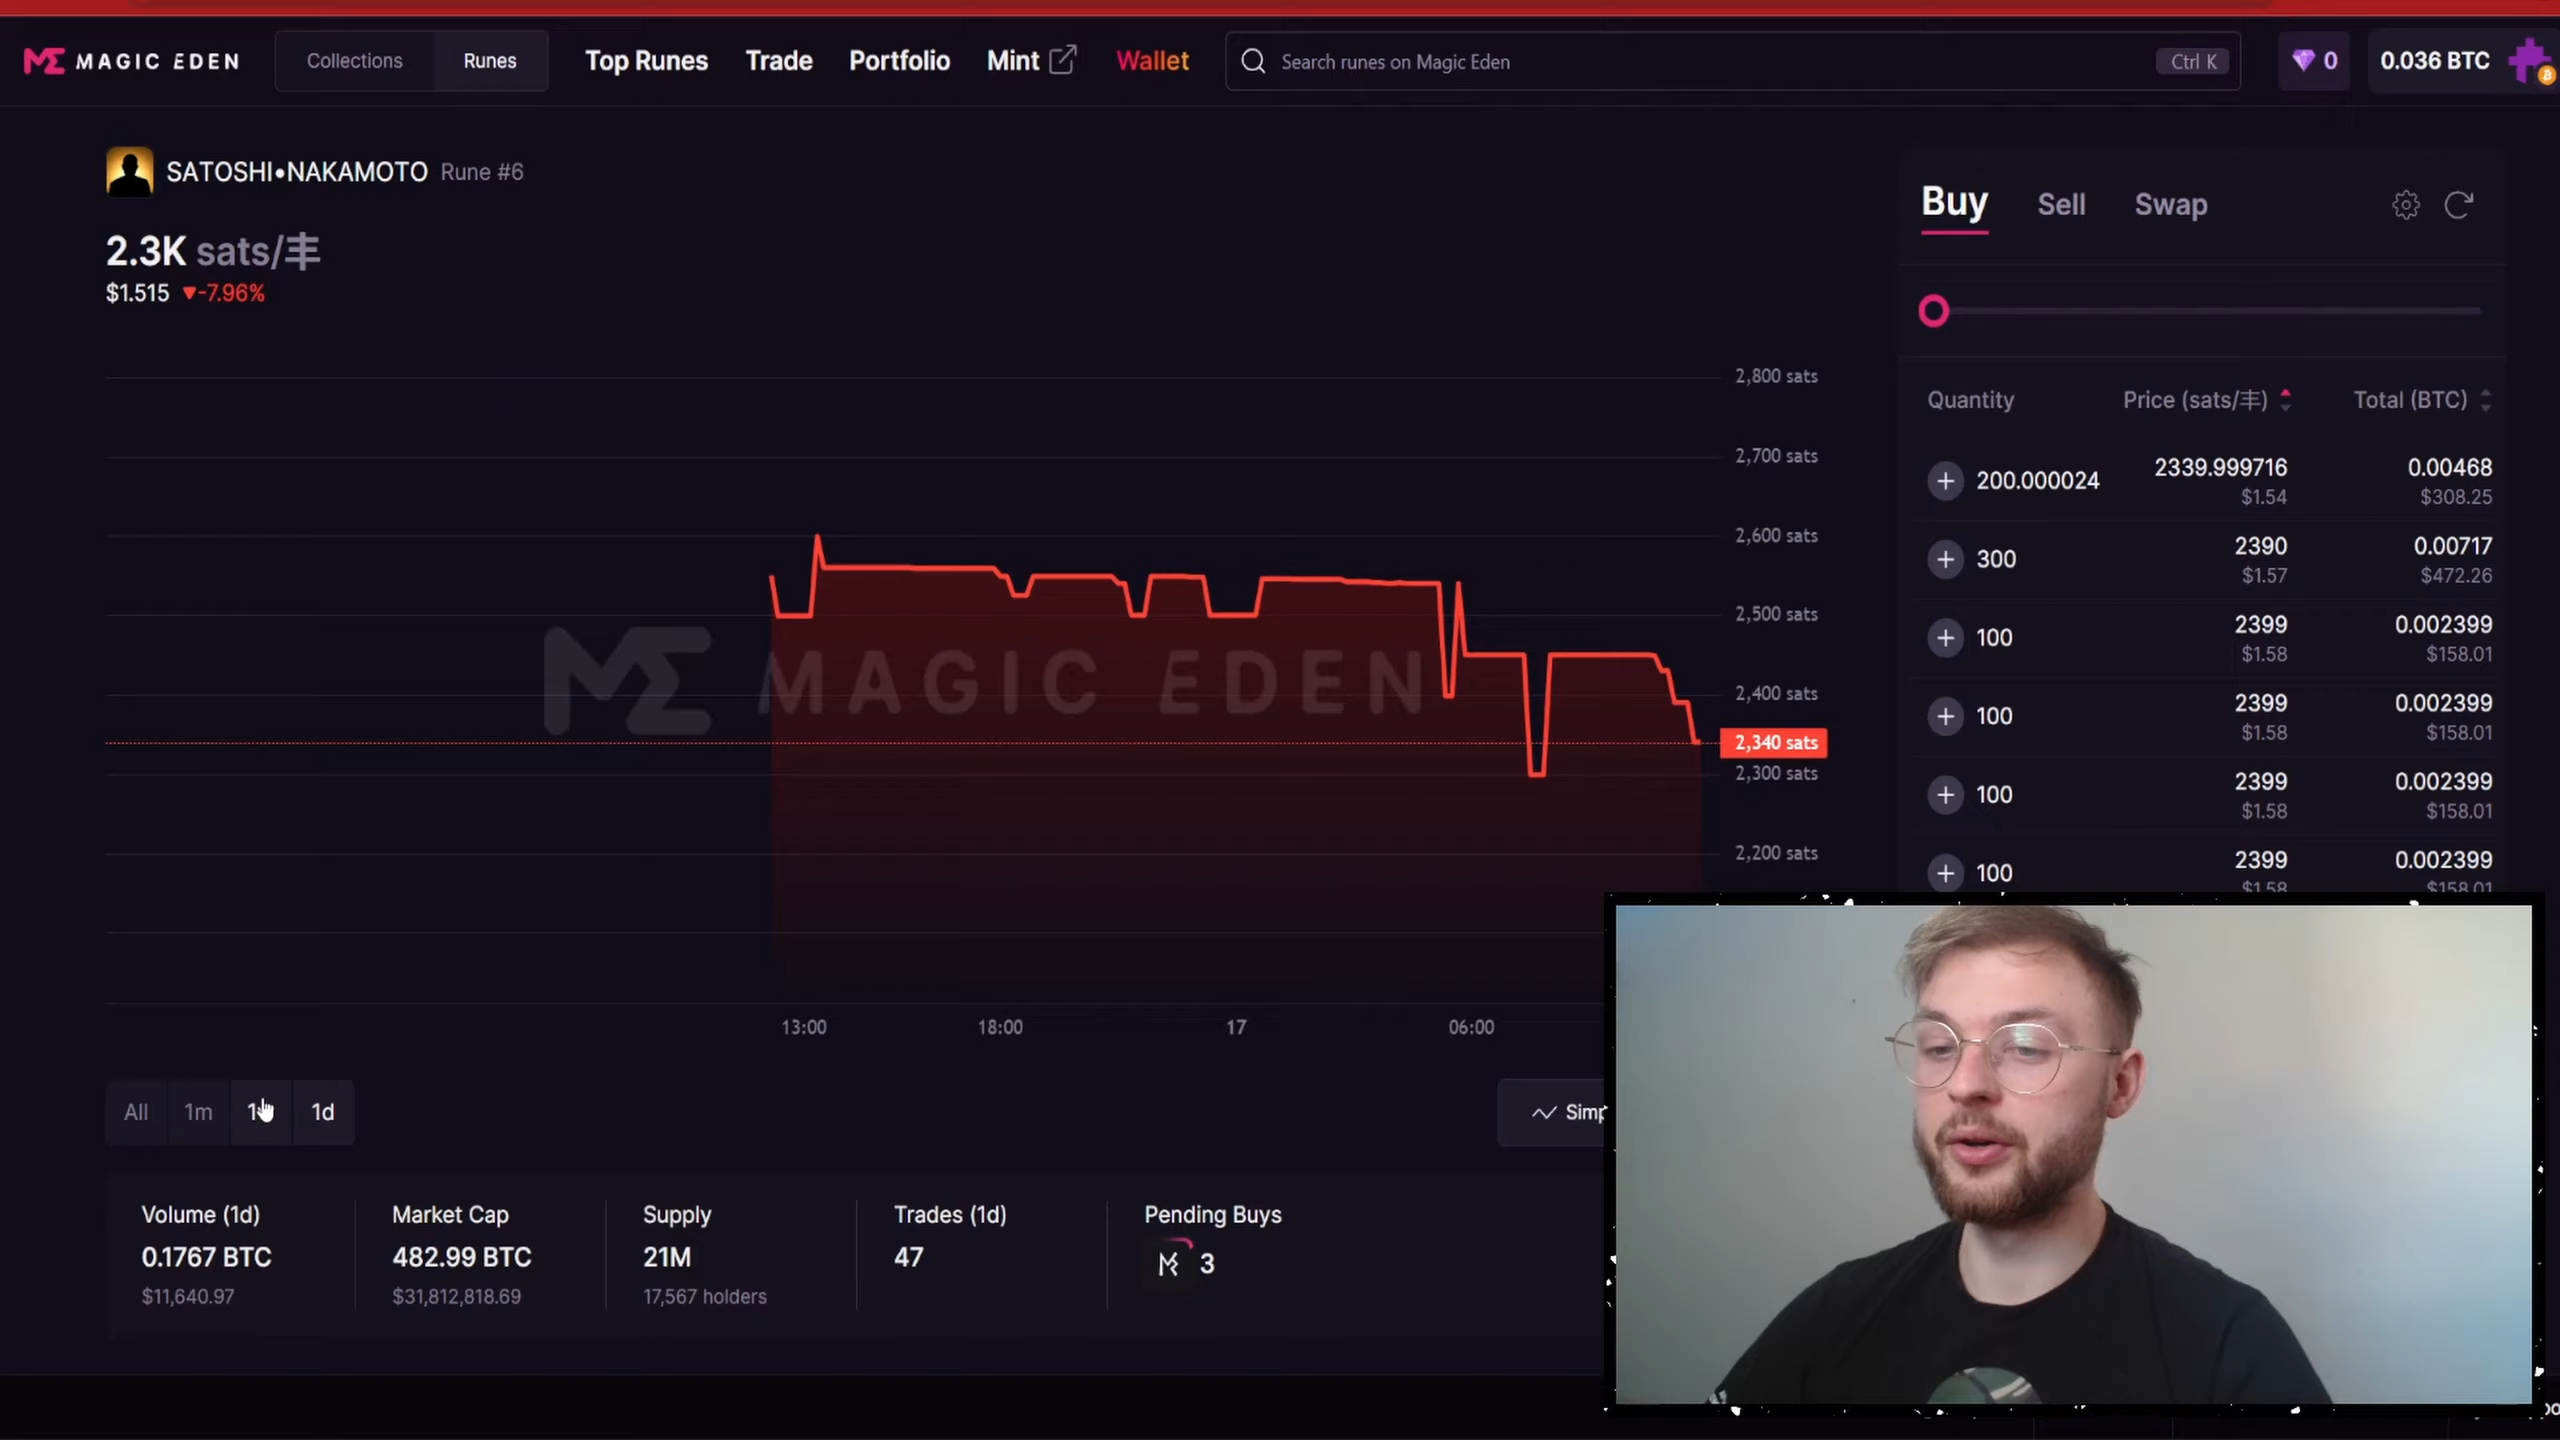 MAGIC EDEN
Collections
Runes
Top Runes
Trade
Portfolio
Mint
Wallet
Search runes on Magic Eden
Ctrl K
0
0.036 BTC
SATOSHI•NAKAMOTO Rune #6
2.3K sats/丰
$1.515 ▼-7.96%
2,800 sats
2,700 sats
2,600 sats
2,500 sats
2,400 sats
2,340 sats
2,300 sats
2,200 sats
MAGIC EDEN
13:00
18:00
17
06:00
All
1m
1d
Simp
Volume (1d)
0.1767 BTC
$11,640.97
Market Cap
482.99 BTC
$31,812,818.69
Supply
21M
17,567 holders
Trades (1d)
47
Pending Buys
3
Buy
Sell
Swap
Quantity
Price (sats/丰)
Total (BTC)
200.000024 2339.999716 0.00468
$1.54 $308.25
300 2390 0.00717
$1.57 $472.26
100 2399 0.002399
$1.58 $158.01
100 2399 0.002399
$1.58 $158.01
100 2399 0.002399
$1.58 $158.01
100 2399 0.002399
$1.58 $158.01